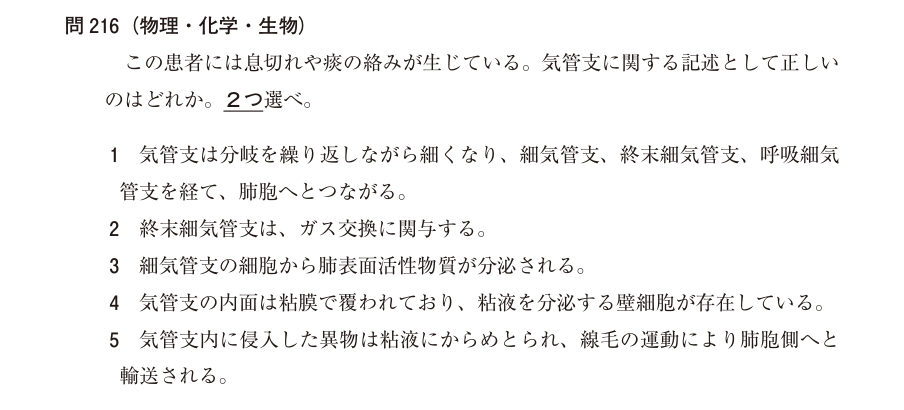 問 216(物理・化学・生物)
この患者には息切れや痰の絡みが生じている。気管支に関する記述として正しい
のはどれか。2つ選べ。
1 気管支は分岐を繰り返しながら細くなり、細気管支、終末細気管支、呼吸細気
管支を経て、肺胞へとつながる。
2 終末細気管支は、ガス交換に関与する。
3 細気管支の細胞から肺表面活性物質が分泌される。
4 気管支の内面は粘膜で覆われており、粘液を分泌する壁細胞が存在している。
5 気管支内に侵入した異物は粘液にからめとられ、線毛の運動により肺胞側へと
輸送される。